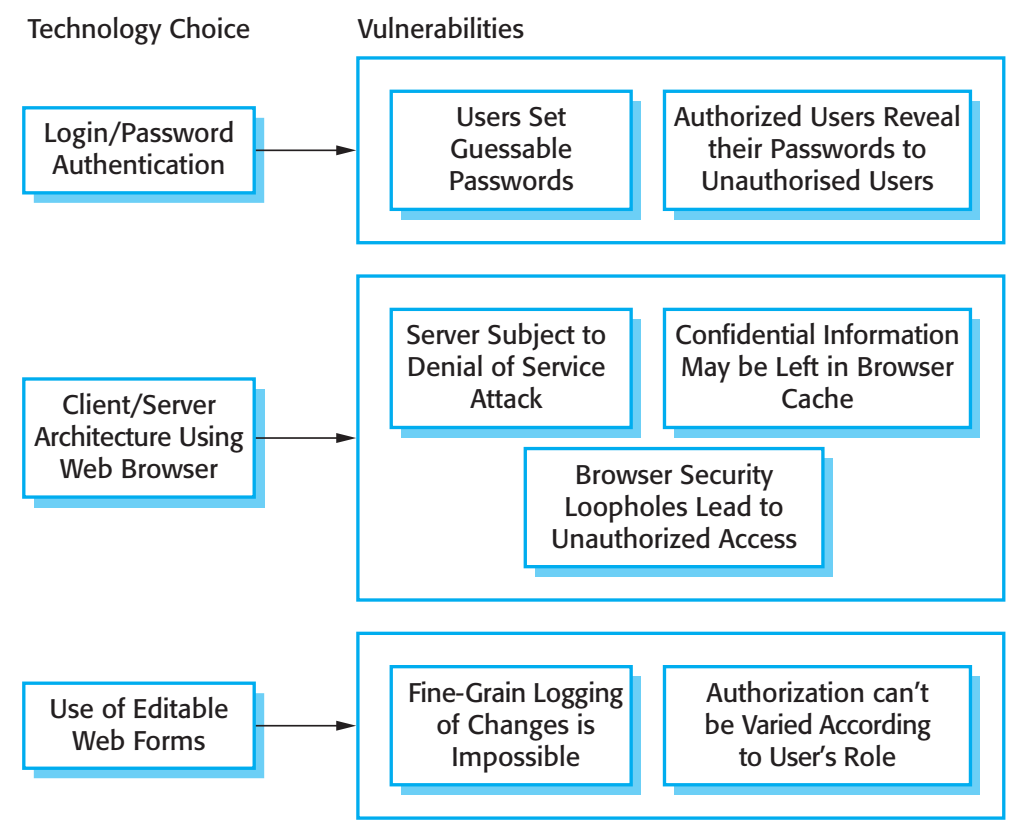 Technology Choice
Vulnerabilities
Login/Password
Authentication
Users Set
Guessable
Passwords
Authorized Users Reveal
their Passwords to
Unauthorised Users
Client/Server
Architecture Using
Web Browser
Server Subject to
Denial of Service
Attack
Confidential Information
May be Left in Browser
Cache
Browser Security
Loopholes Lead to
Unauthorized Access
Use of Editable
Web Forms
Fine-Grain Logging
of Changes is
Impossible
Authorization can't
be Varied According
to User's Role